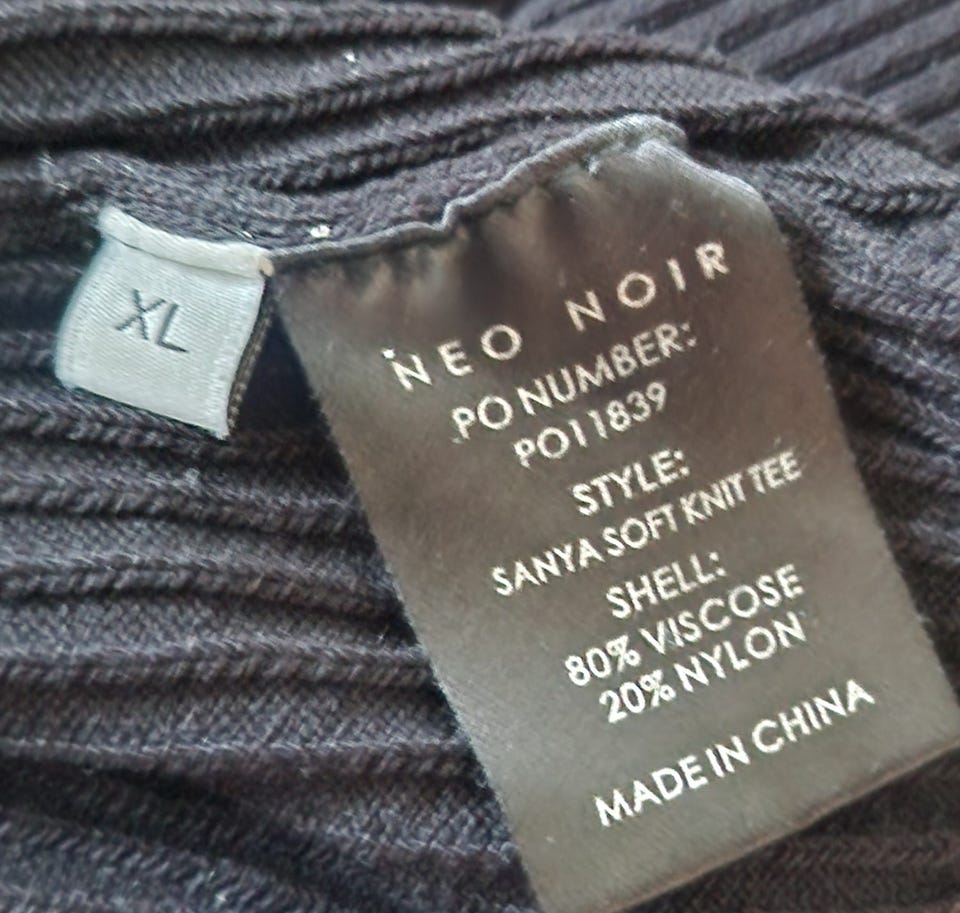 XL
NEO NOIR
PO NUMBER:
PO11839
STYLE:
SANYA SOFT KNIT TEE
SHELL:
80% VISCOSE
20% NYLON
MADE IN CHINA